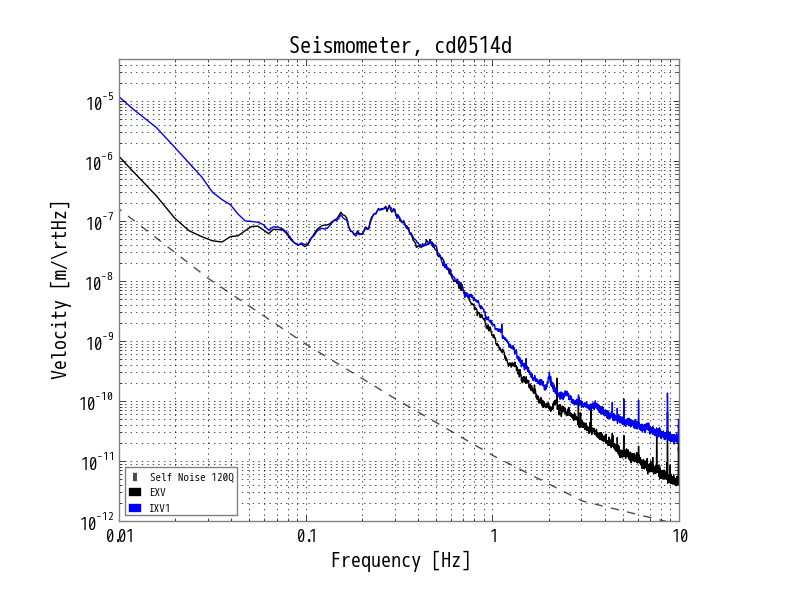 Seismometer, cd0514d
Velocity [m/\rtHz]
10^-5
10^-6
10^-7
10^-8
10^-9
10^-10
10^-11
10^-12
Self Noise 120Q
EXV
IXV1
0.01 0.1 1 10
Frequency [Hz]